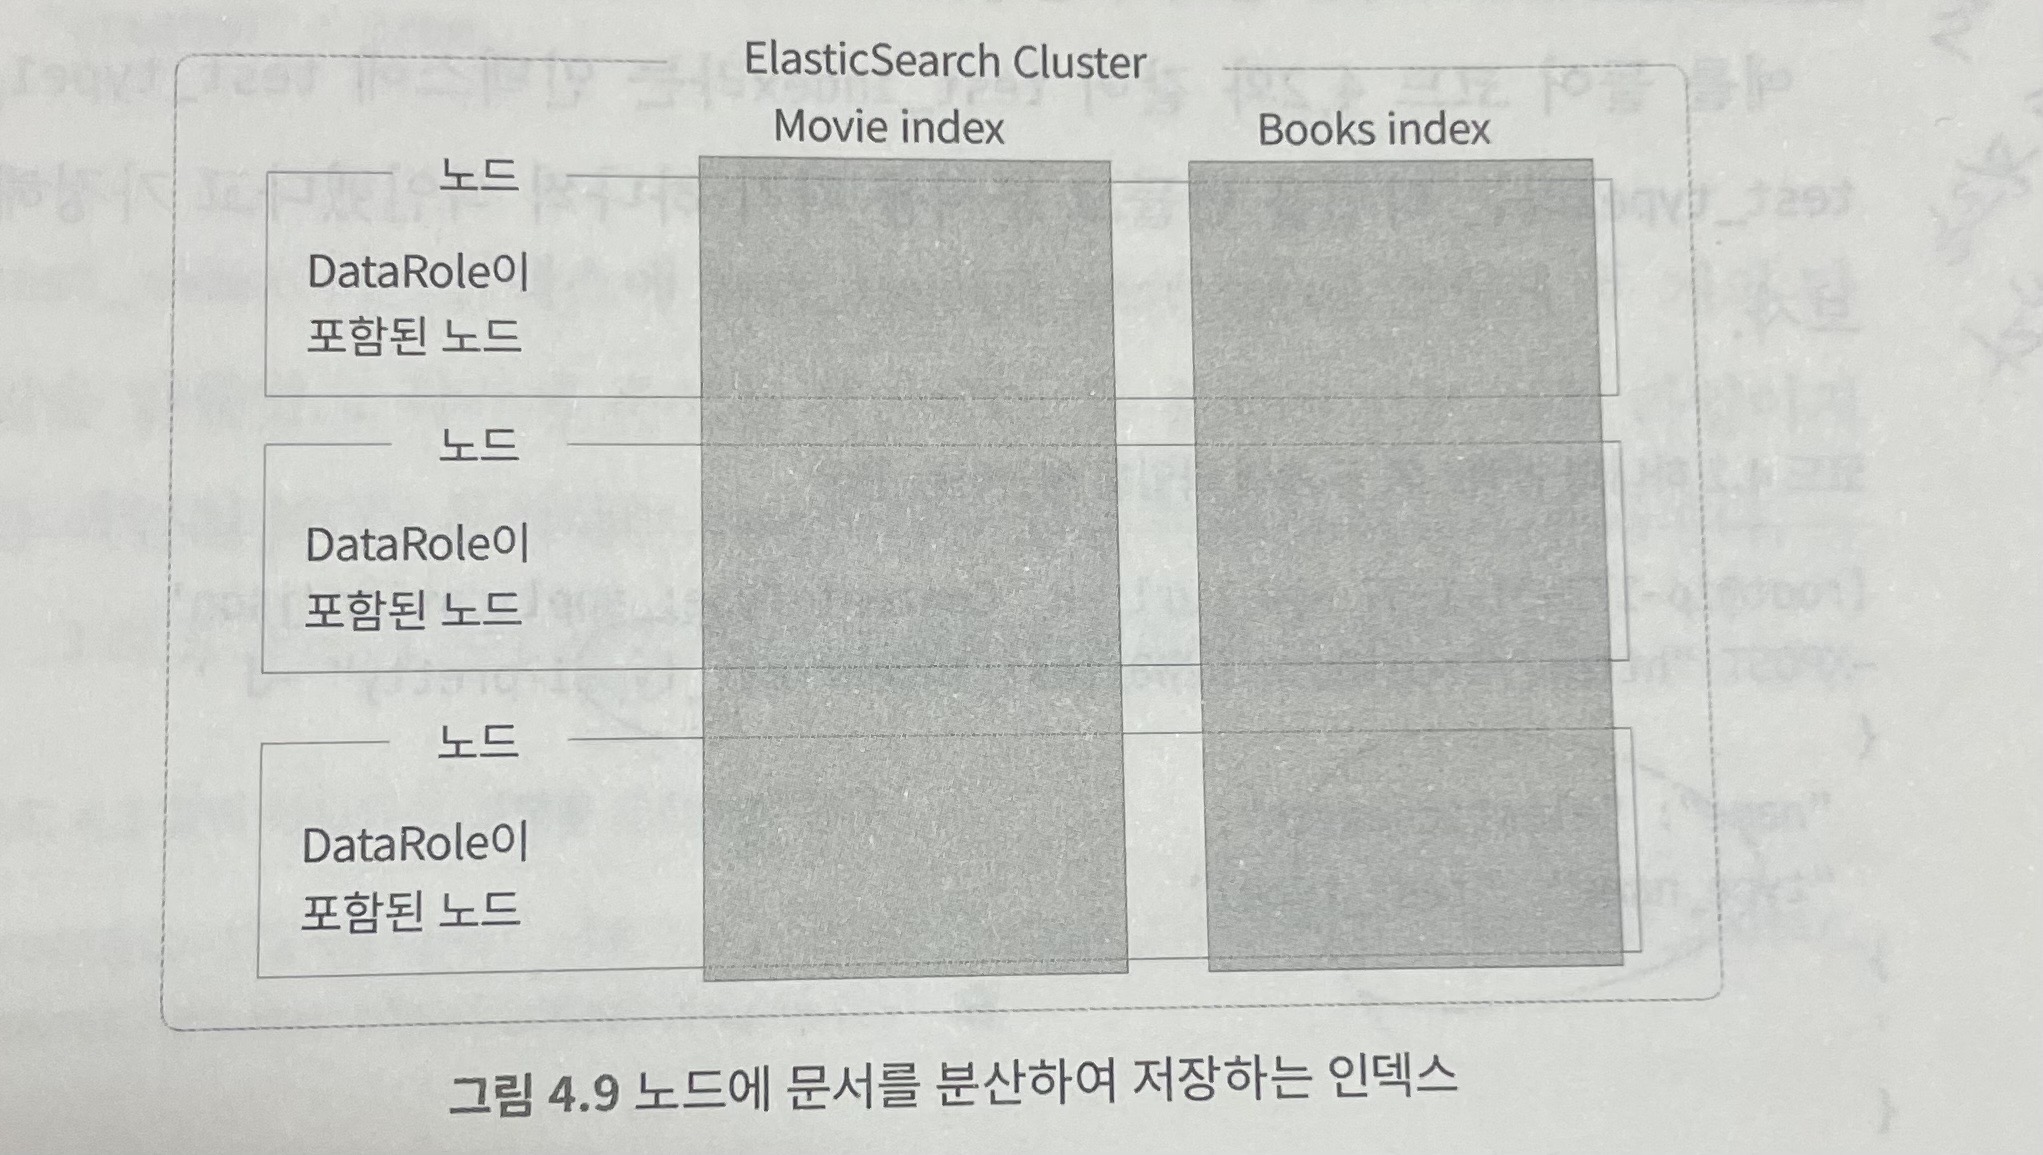 ElasticSearch Cluster
Movie index
Books index
노드
DataRole이
포함된 노드
노드
DataRole이
포함된 노드
노드
DataRole이
포함된 노드
그림 4.9 노드에 문서를 분산하여 저장하는 인덱스